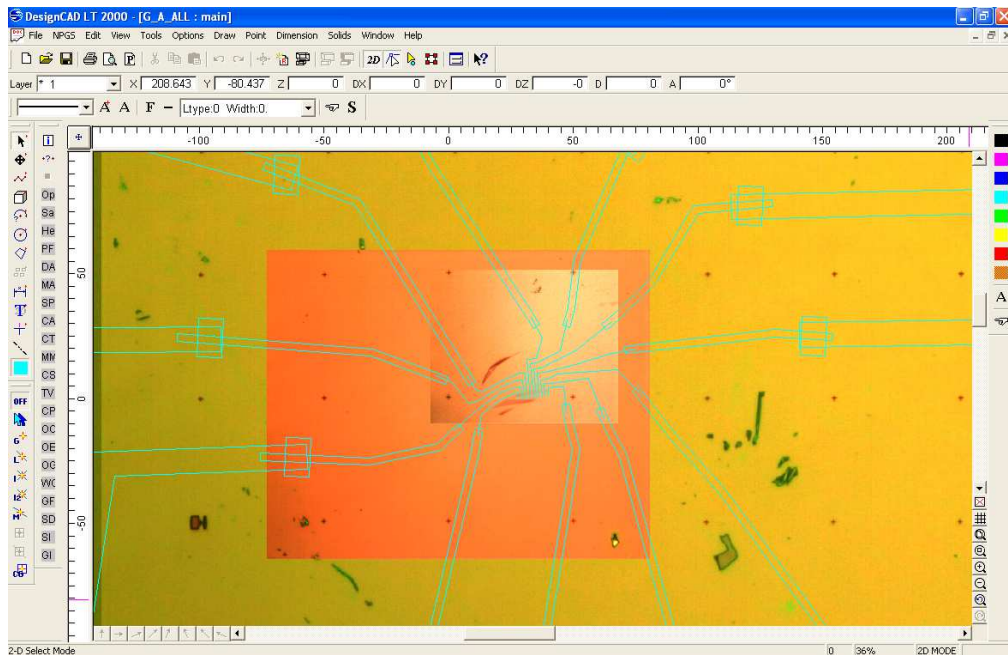 DesignCAD LT 2000 - [G_A_ALL : main]
File NPGS Edit View Tools Options Draw Point Dimension Solids Window Help
2D
Layer * 1 X 208.643 Y -80.437 Z 0 DX 0 DY 0 DZ -0 D 0 A 0°
A A F Ltype:0 Width:0. S
-100 -50 0 50 100 150 200
Op
Sa
He
PF
DA
MA
SP
CA
CT
MM
CS
TV
CP
OC
OE
OG
WC
GF
SD
SI
GI
50
0
-50
OFF
A
2-D Select Mode 0 36% 2D MODE